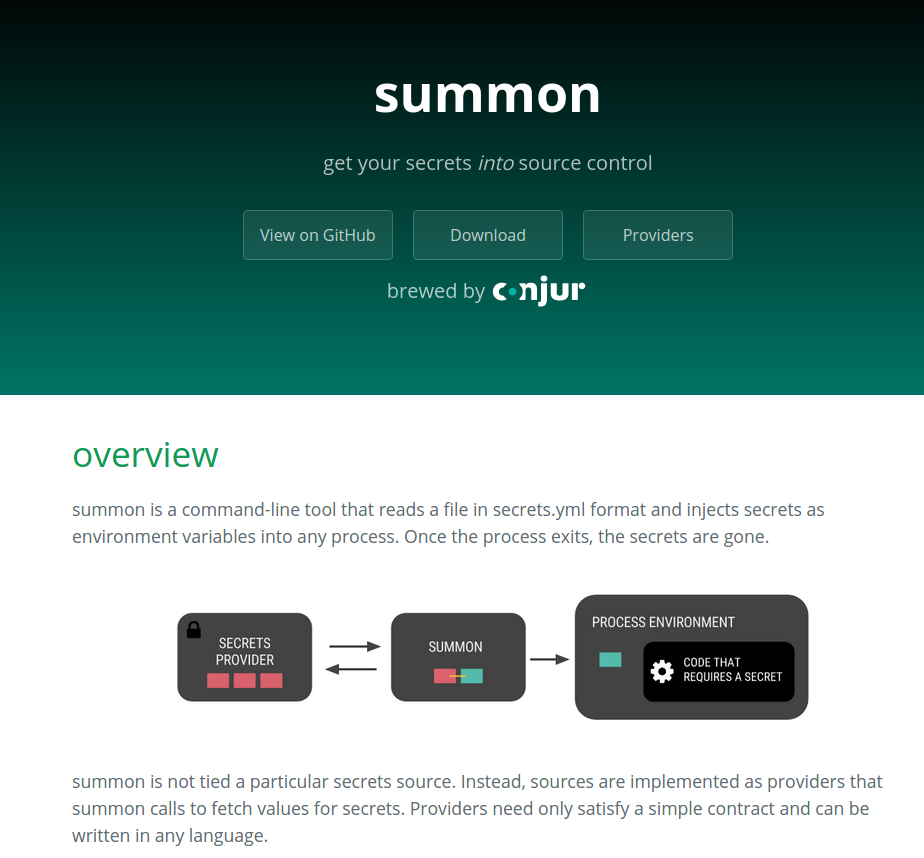 summon
get your secrets into source control
View on GitHub
Download
Providers
brewed by conjur
overview
summon is a command-line tool that reads a file in secrets.yml format and injects secrets as
environment variables into any process. Once the process exits, the secrets are gone.
SECRETS
PROVIDER
SUMMON
PROCESS ENVIRONMENT
CODE THAT
REQUIRES A SECRET
summon is not tied a particular secrets source. Instead, sources are implemented as providers that
summon calls to fetch values for secrets. Providers need only satisfy a simple contract and can be
written in any language.